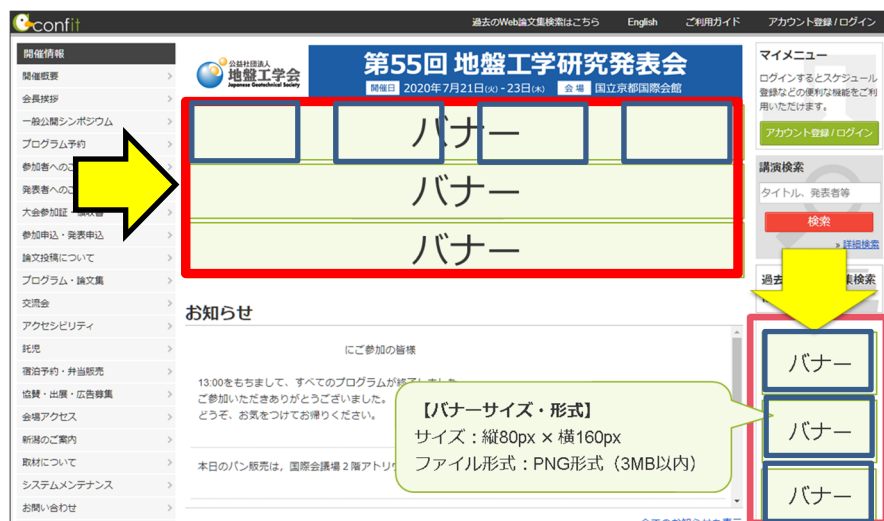 confit
過去のWeb論文集検索はこちら English ご利用ガイド アカウント登録 / ログイン
開催情報
開催概要
会長挨拶
一般公開シンポジウム
プログラム予約
参加者へのご
発表者へのご
大会参加証・領収書
参加申込・発表申込
論文投稿について
プログラム・論文集
交流会
アクセシビリティ
託児
宿泊予約・弁当販売
協賛・出展・広告募集
会場アクセス
新潟のご案内
取材について
システムメンテナンス
お問い合わせ
公益社団法人
地盤工学会
Japanese Geotechnical Society
第55回 地盤工学研究発表会
開催日 2020年7月21日(火) - 23日(木) 会場 国立京都国際会館
バナー
バナー
バナー
お知らせ
にご参加の皆様
13:00をもちまして、すべてのプログラムが終了しました
ご参加いただきありがとうございました。
どうぞ、お気をつけてお帰りください。
本日のパン販売は，国際会議場２階アトリ
【バナーサイズ・形式】
サイズ：縦80px × 横160px
ファイル形式：PNG形式（3MB以内）
マイメニュー
ログインするとスケジュール
登録などの便利な機能をご利
用いただけます。
アカウント登録 / ログイン
講演検索
タイトル、発表者等
検索
» 詳細検索
過去 集検索
バナー
バナー
バナー